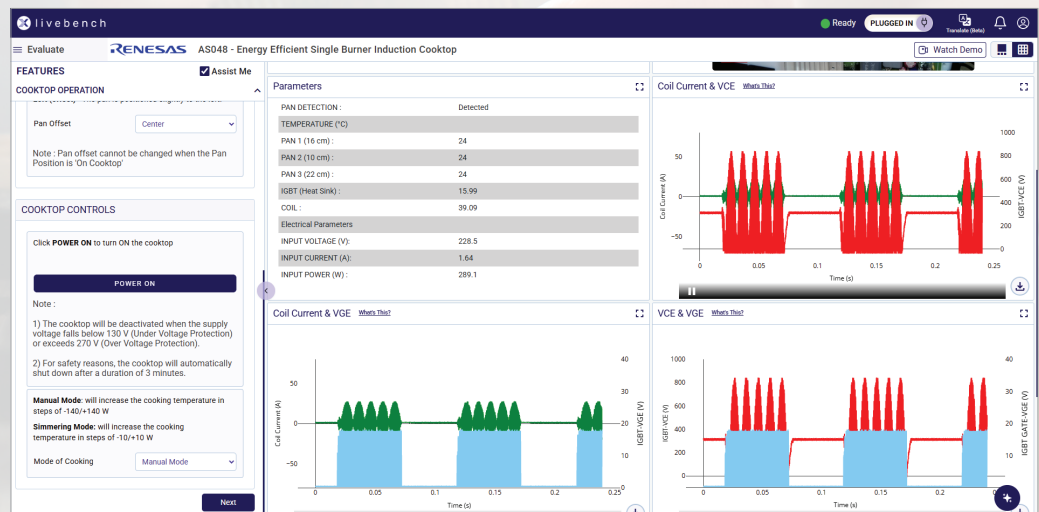 livebench
Ready
PLUGGED IN
Translate (Beta)
Evaluate
RENESAS
AS048 - Energy Efficient Single Burner Induction Cooktop
Watch Demo
FEATURES
Assist Me
COOKTOP OPERATION
Pan Offset
Center
Note : Pan offset cannot be changed when the Pan
Position is 'On Cooktop'
COOKTOP CONTROLS
Click POWER ON to turn ON the cooktop
POWER ON
Note :
1) The cooktop will be deactivated when the supply
voltage falls below 130 V (Under Voltage Protection)
or exceeds 270 V (Over Voltage Protection).
2) For safety reasons, the cooktop will automatically
shut down after a duration of 3 minutes.
Manual Mode: will increase the cooking temperature in
steps of -140/+140 W
Simmering Mode: will increase the cooking
temperature in steps of -10/+10 W
Mode of Cooking
Manual Mode
Next
Parameters
PAN DETECTION :
Detected
TEMPERATURE (°C)
PAN 1 (16 cm) :
24
PAN 2 (10 cm) :
24
PAN 3 (22 cm) :
24
IGBT (Heat Sink) :
15.99
COIL :
39.09
Electrical Parameters
INPUT VOLTAGE (V):
228.5
INPUT CURRENT (A):
1.64
INPUT POWER (W) :
289.1
Coil Current & VCE
What's This?
50
0
−50
Coil Current (A)
1000
800
600
400
200
0
IGBT-VCE (V)
0
0.05
0.1
0.15
0.2
0.25
Time (s)
Coil Current & VGE
What's This?
50
0
−50
Coil Current (A)
40
30
20
10
0
IGBT-VGE (V)
0
0.05
0.1
0.15
0.2
0.25
Time (s)
VCE & VGE
What's This?
1000
800
600
400
200
0
IGBT-VCE (V)
40
30
20
10
IGBT GATE-VGE (V)
0
0.05
0.1
0.15
0.2
Time (s)